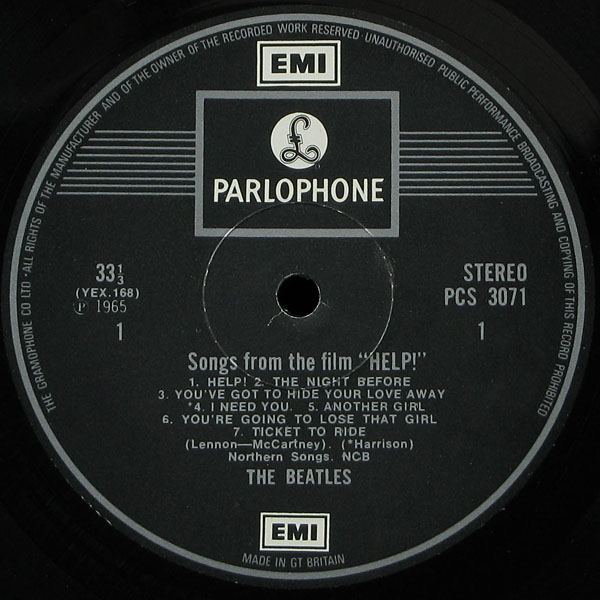 THE GRAMOPHONE CO LTD · ALL RIGHTS OF THE MANUFACTURER AND OF THE OWNER OF THE RECORDED WORK RESERVED · UNAUTHORISED PUBLIC PERFORMANCE BROADCASTING AND COPYING OF THIS RECORD PROHIBITED
EMI
£
PARLOPHONE
33⅓
(YEX.168)
Ⓟ 1965
1
STEREO
PCS 3071
1
Songs from the film “HELP!”
1. HELP! 2. THE NIGHT BEFORE
3. YOU'VE GOT TO HIDE YOUR LOVE AWAY
*4. I NEED YOU. 5. ANOTHER GIRL
6. YOU'RE GOING TO LOSE THAT GIRL
7. TICKET TO RIDE
(Lennon—McCartney). (*Harrison)
Northern Songs. NCB
THE BEATLES
EMI
MADE IN GT BRITAIN